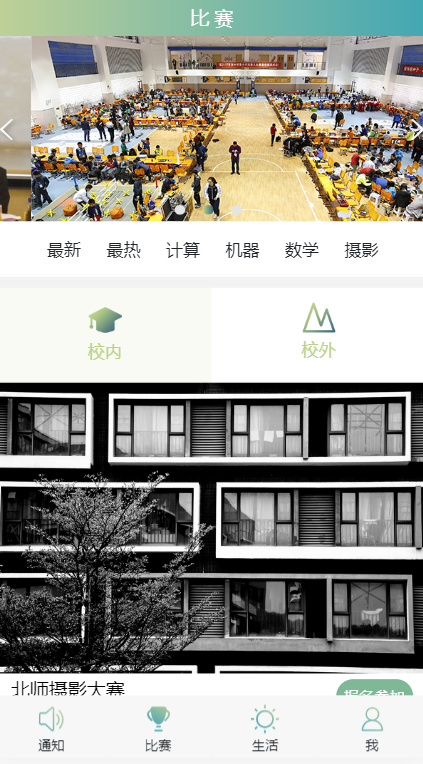 比赛
最新 最热 计算 机器 数学 摄影
校内 校外
北师摄影大赛 报名参加
通知 比赛 生活 我